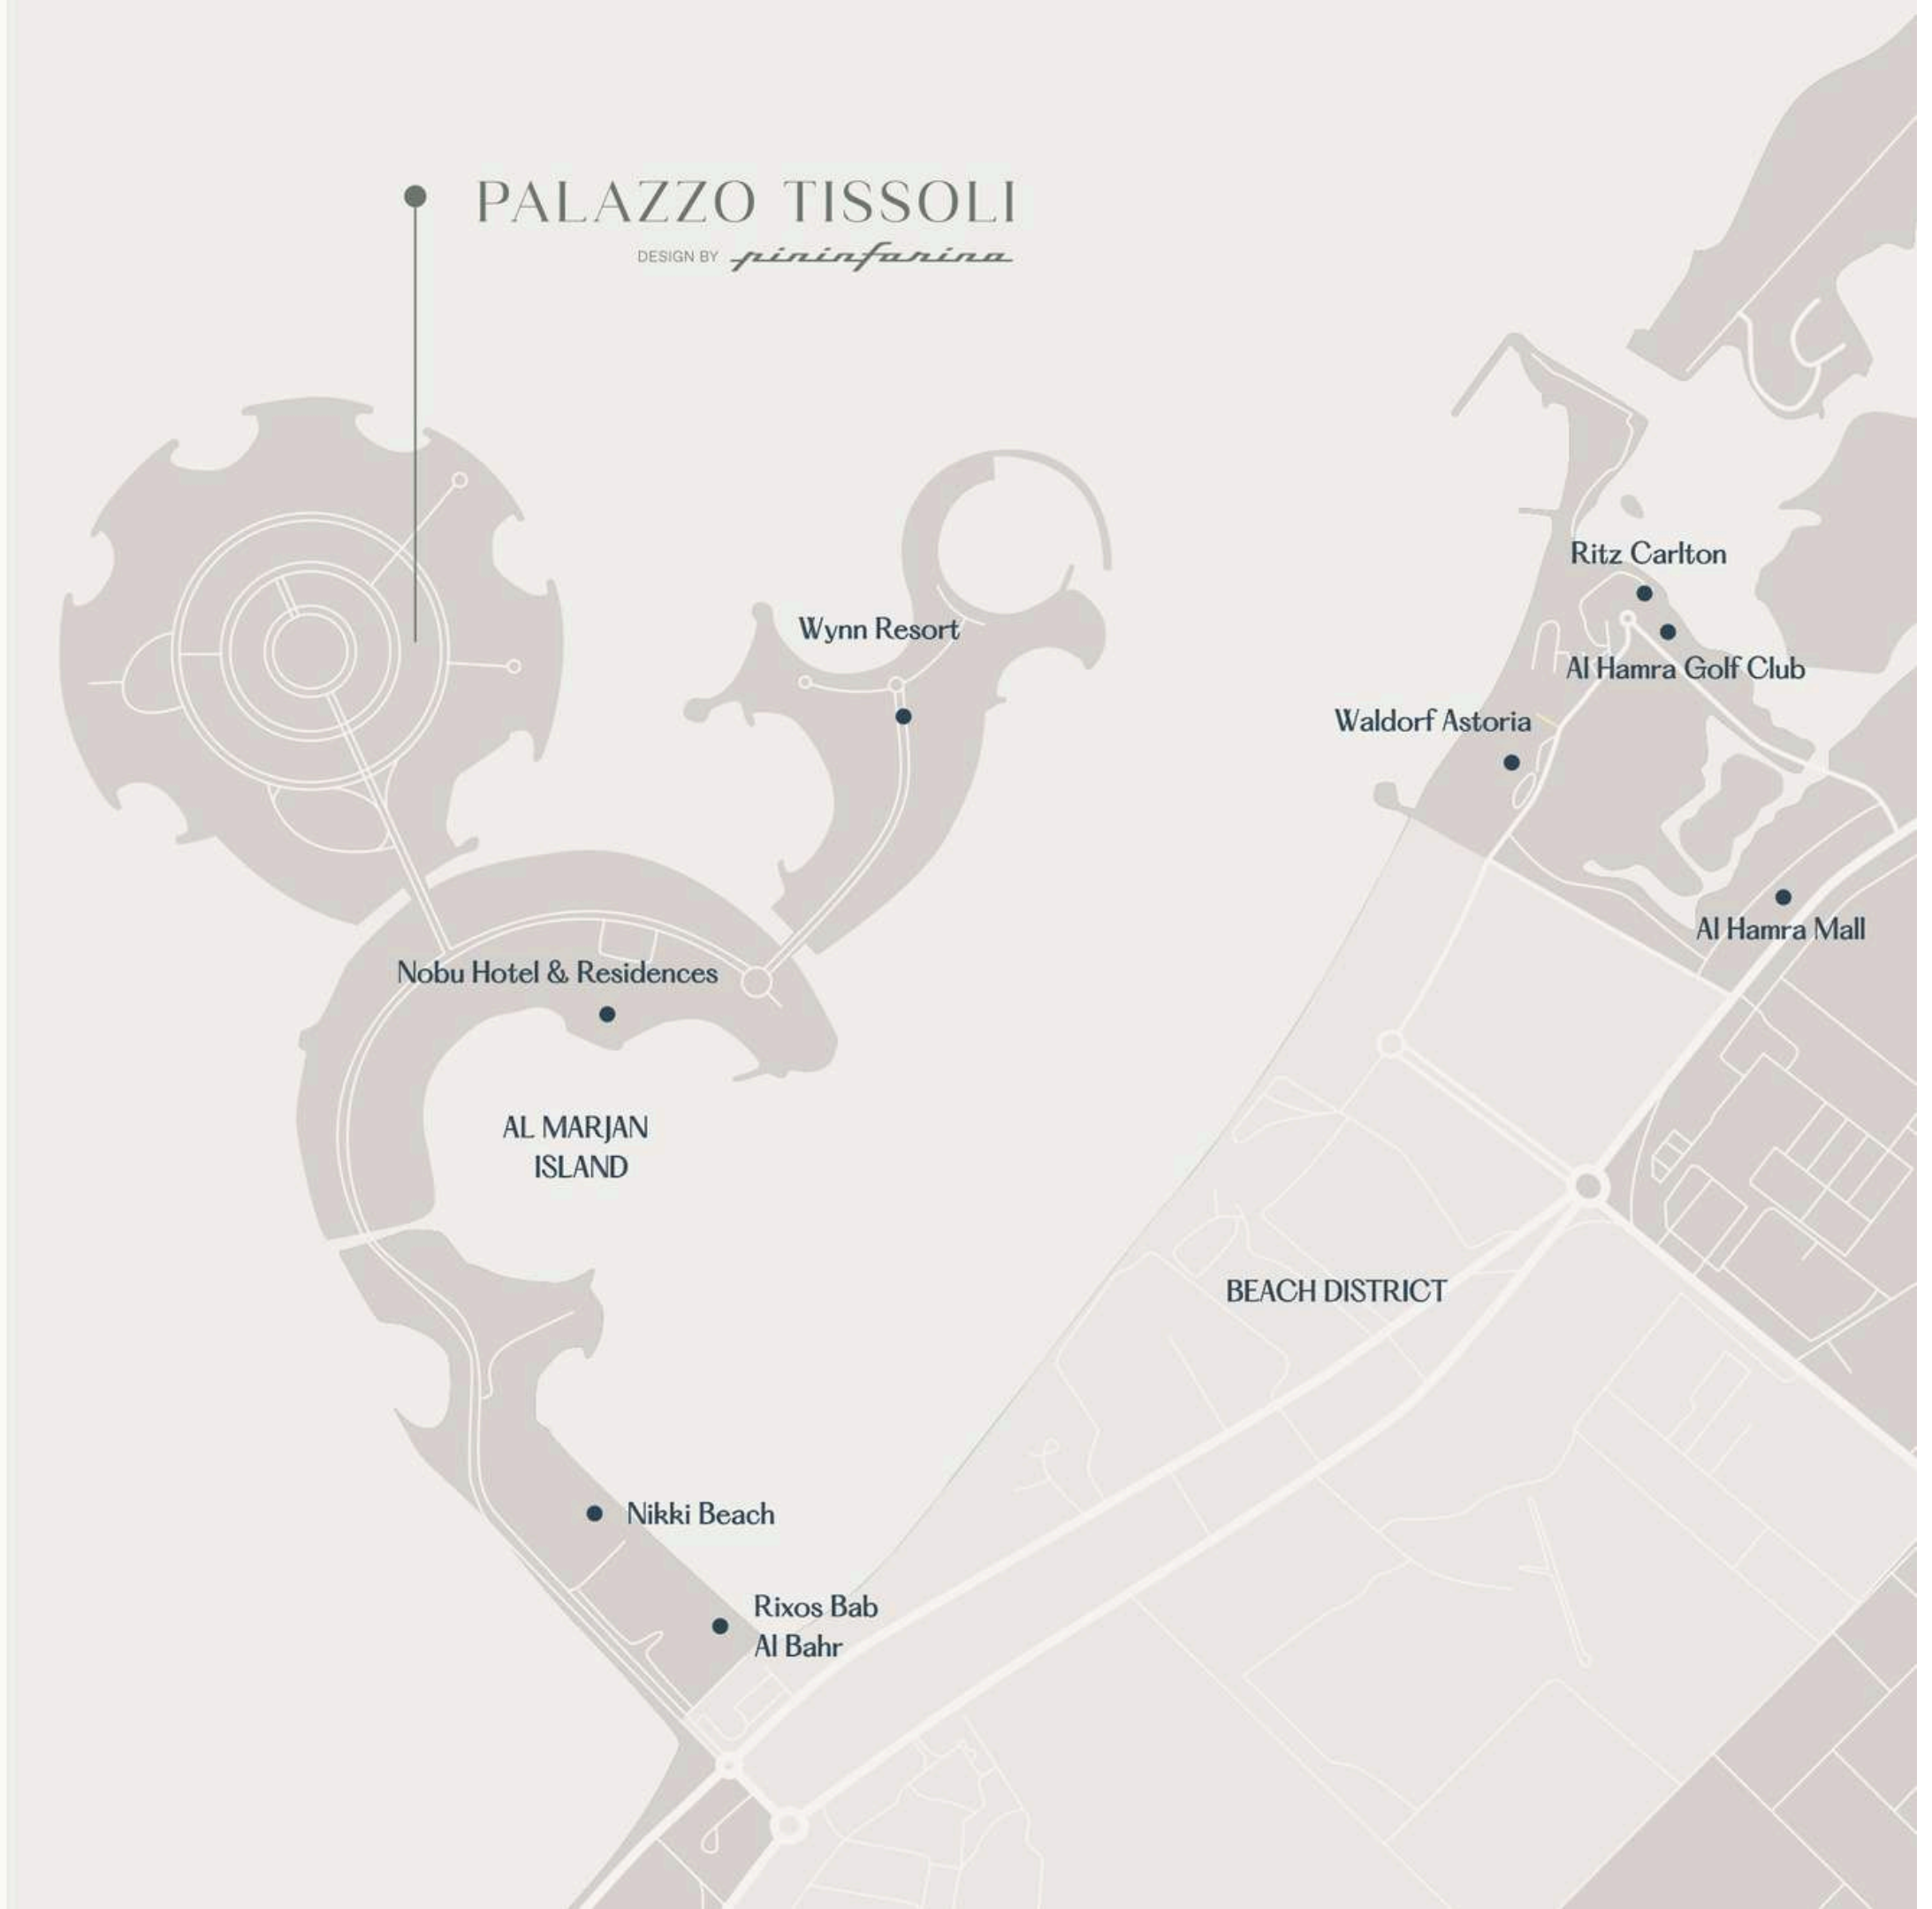 PALAZZO TISSOLI
DESIGN BY pininfarina
Ritz Carlton
Wynn Resort
Al Hamra Golf Club
Waldorf Astoria
Al Hamra Mall
Nobu Hotel & Residences
AL MARJAN
ISLAND
BEACH DISTRICT
Nikki Beach
Rixos Bab
Al Bahr